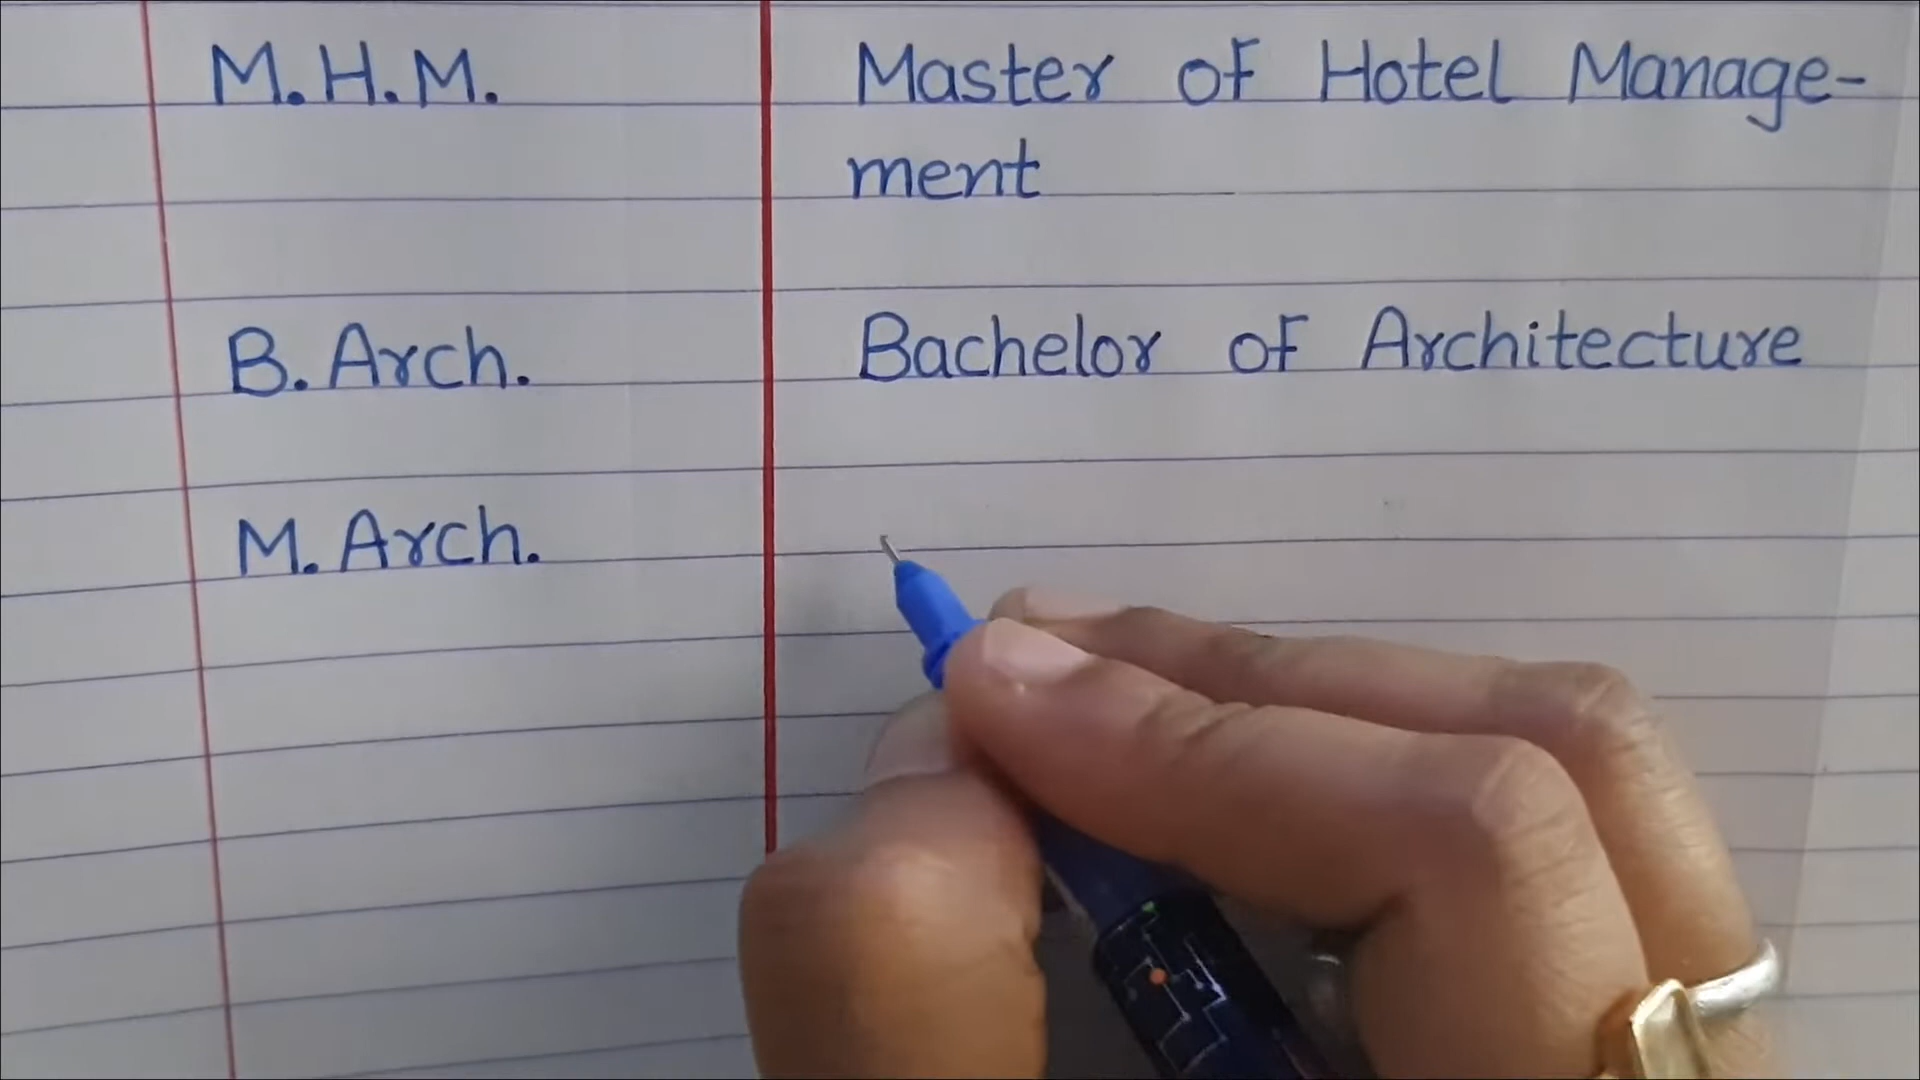 M.H.M. Master of Hotel Manage-
ment
B. Arch. Bachelor of Architecture
M. Arch.